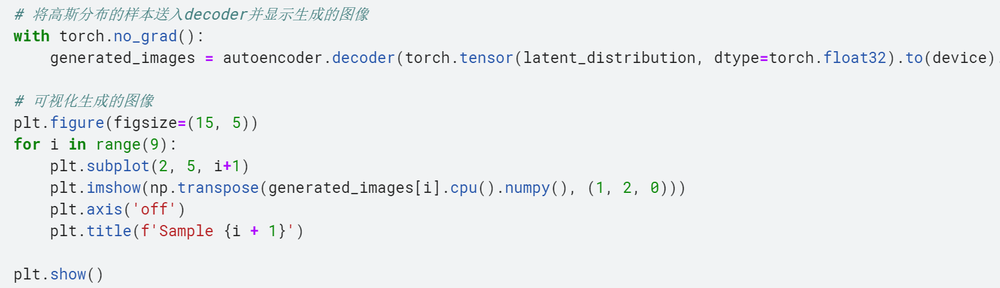 # 将高斯分布的样本送入decoder并显示生成的图像
with torch.no_grad():
    generated_images = autoencoder.decoder(torch.tensor(latent_distribution, dtype=torch.float32).to(device)
# 可视化生成的图像
plt.figure(figsize=(15, 5))
for i in range(9):
    plt.subplot(2, 5, i+1)
    plt.imshow(np.transpose(generated_images[i].cpu().numpy(), (1, 2, 0)))
    plt.axis('off')
    plt.title(f'Sample {i + 1}')
plt.show()